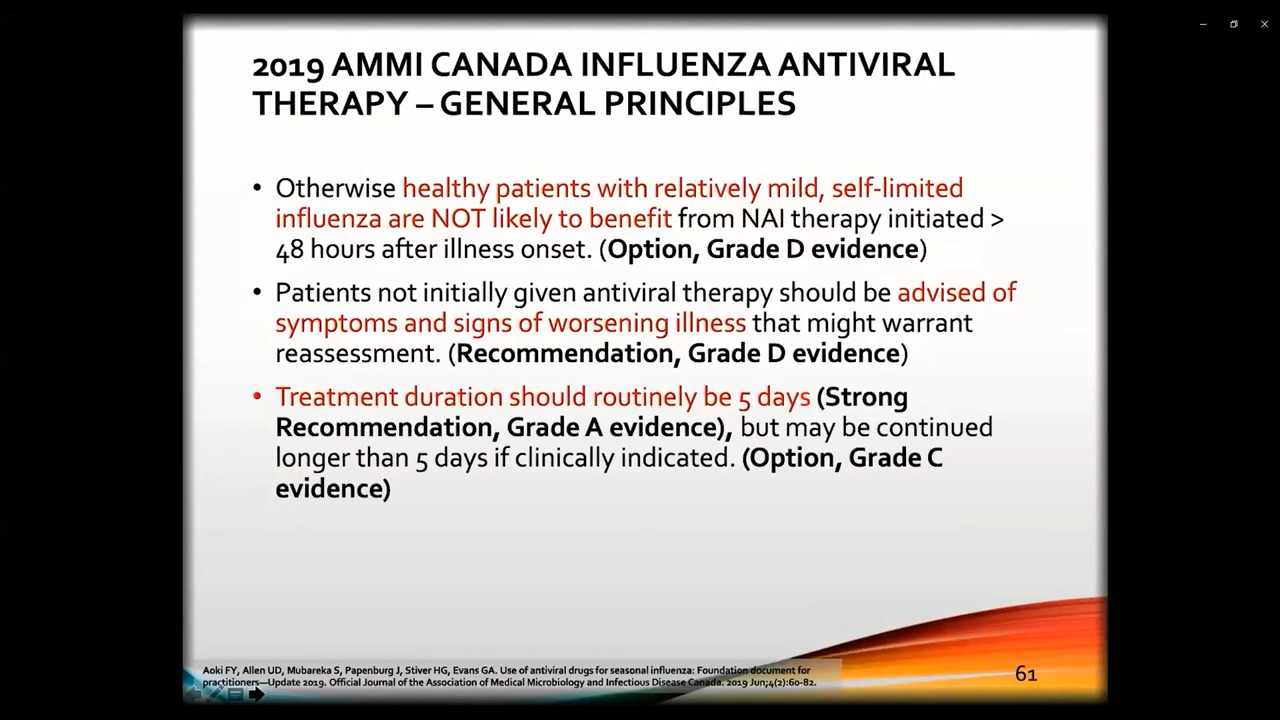 2019 AMMI CANADA INFLUENZA ANTIVIRAL
THERAPY – GENERAL PRINCIPLES
• Otherwise healthy patients with relatively mild, self-limited
influenza are NOT likely to benefit from NAI therapy initiated >
48 hours after illness onset. (Option, Grade D evidence)
• Patients not initially given antiviral therapy should be advised of
symptoms and signs of worsening illness that might warrant
reassessment. (Recommendation, Grade D evidence)
• Treatment duration should routinely be 5 days (Strong
Recommendation, Grade A evidence), but may be continued
longer than 5 days if clinically indicated. (Option, Grade C
evidence)
Aoki FY, Allen UD, Mubareka S, Papenburg J, Stiver HG, Evans GA. Use of antiviral drugs for seasonal influenza: Foundation document for
practitioners—Update 2019. Official Journal of the Association of Medical Microbiology and Infectious Disease Canada. 2019 Jun;4(2):60-82.
61